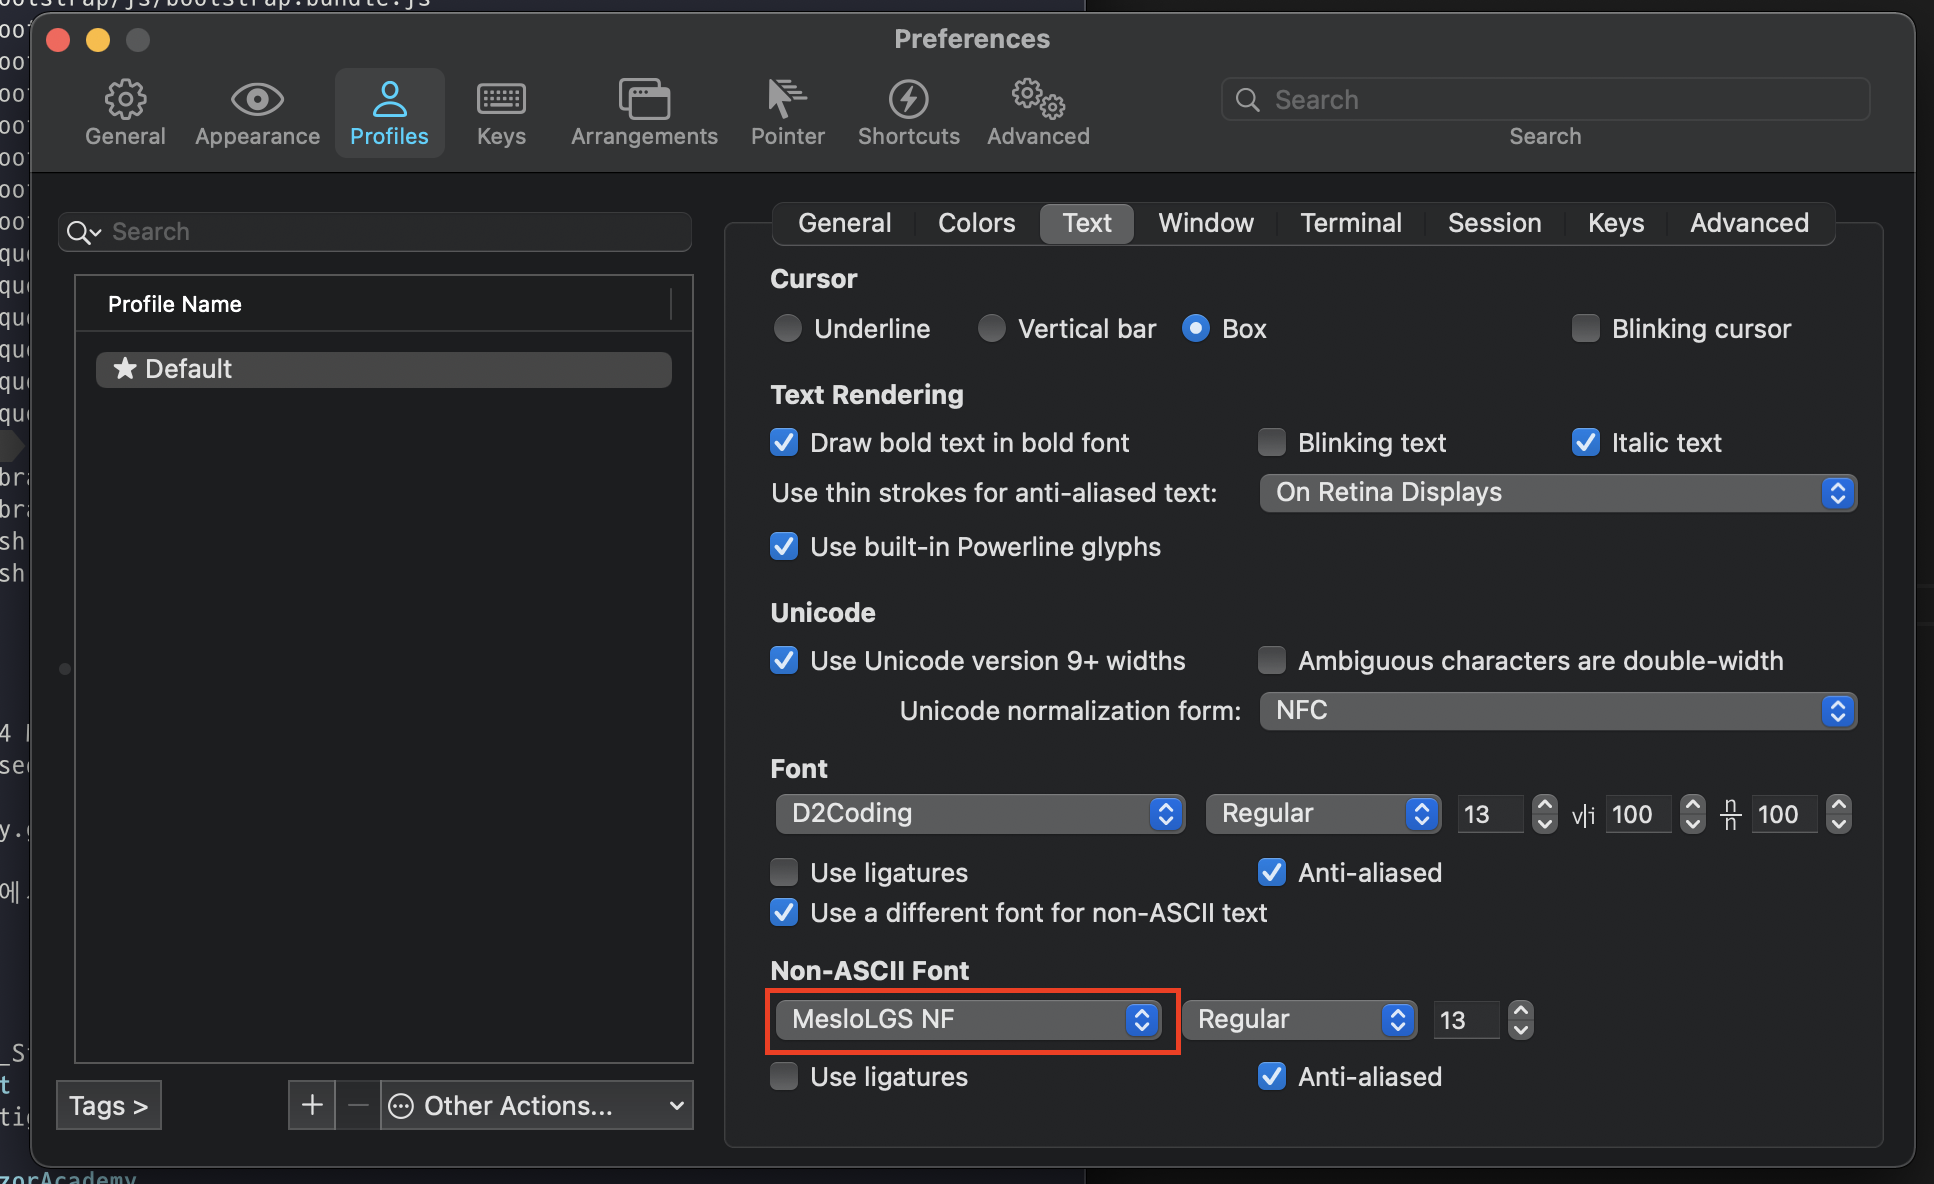 Preferences
General
Appearance
Profiles
Keys
Arrangements
Pointer
Shortcuts
Advanced
Search
Search
Search
Profile Name
★ Default
Tags >
+
−
Other Actions...
General
Colors
Text
Window
Terminal
Session
Keys
Advanced
Cursor
Underline
Vertical bar
Box
Blinking cursor
Text Rendering
Draw bold text in bold font
Blinking text
Italic text
Use thin strokes for anti-aliased text:
On Retina Displays
Use built-in Powerline glyphs
Unicode
Use Unicode version 9+ widths
Ambiguous characters are double-width
Unicode normalization form:
NFC
Font
D2Coding
Regular
13
v|i
100
n/n
100
Use ligatures
Anti-aliased
Use a different font for non-ASCII text
Non-ASCII Font
MesloLGS NF
Regular
13
Use ligatures
Anti-aliased
zorAcademy